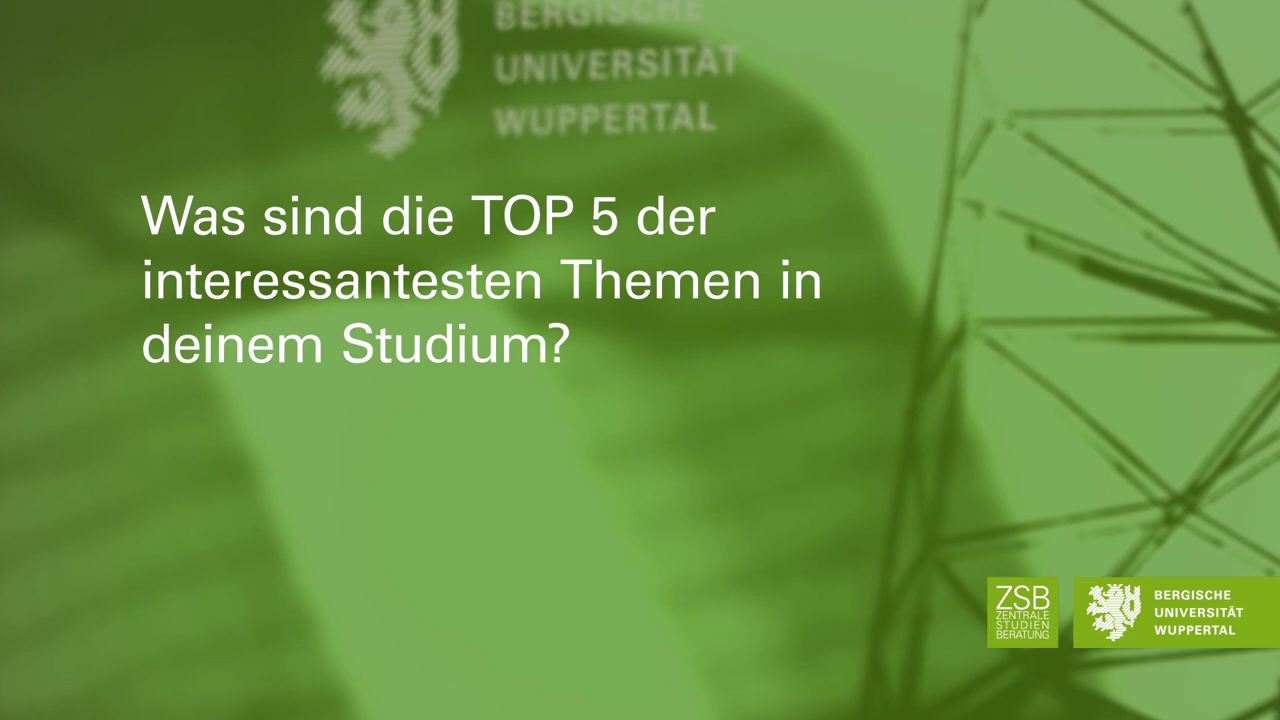 BERGISCHE
UNIVERSITÄT
WUPPERTAL
Was sind die TOP 5 der
interessantesten Themen in
deinem Studium?
ZSB
ZENTRALE
STUDIEN
BERATUNG
BERGISCHE
UNIVERSITÄT
WUPPERTAL